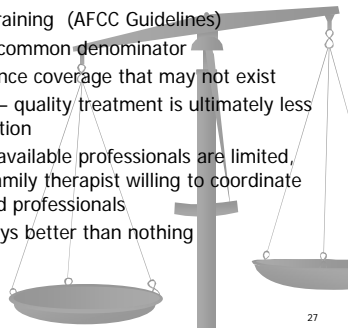 raining (AFCC Guidelines)
common denominator
nce coverage that may not exist
– quality treatment is ultimately less
tion
available professionals are limited,
amily therapist willing to coordinate
d professionals
ys better than nothing
27